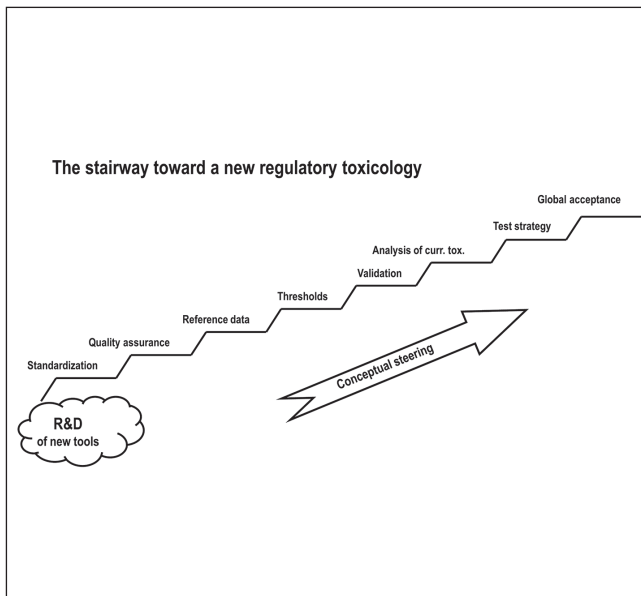 The stairway toward a new regulatory toxicology
Global acceptance
Test strategy
Analysis of curr. tox.
Validation
Thresholds
Reference data
Quality assurance
Standardization
Conceptual steering
R&D
of new tools